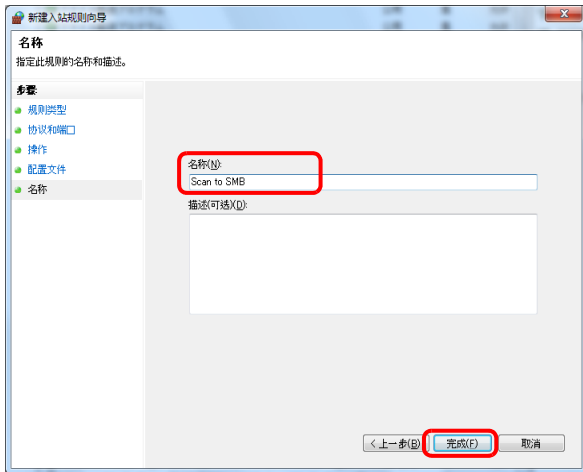 新建入站规则向导
名称
指定此规则的名称和描述。
步骤:
规则类型
协议和端口
操作
配置文件
名称
名称(N):
Scan to SMB
描述(可选)(D):
< 上一步(B)
完成(F)
取消